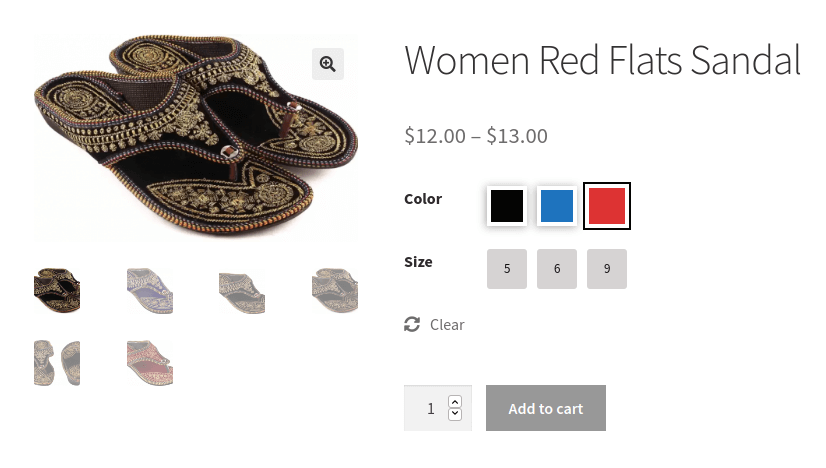 Women Red Flats Sandal
$12.00 – $13.00
Color
Size 5 6 9
Clear
1 Add to cart